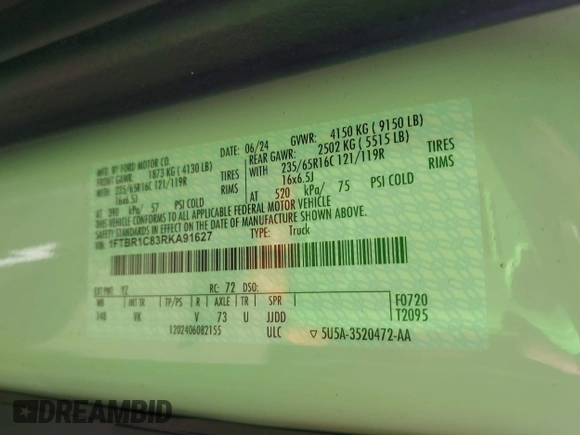 MFD. BY FORD MOTOR CO. DATE: 06/24 GVWR: 4150 KG ( 9150 LB)
FRONT GAWR: 1873 KG ( 4130 LB) REAR GAWR: 2502 KG ( 5515 LB)
WITH 235/65R16C 121/119R TIRES WITH 235/65R16C 121/119R TIRES
16x6.5J RIMS 16x6.5J RIMS
AT 390 kPa/ 57 PSI COLD AT 520 kPa/ 75 PSI COLD
THIS VEHICLE CONFORMS TO ALL APPLICABLE FEDERAL MOTOR VEHICLE
SAFETY STANDARDS IN EFFECT ON THE DATE OF MANUFACTURE SHOWN ABOVE.
VIN: 1FTBR1C83RKA91627 TYPE: Truck
EXT PNT: YZ RC: 72 DSO:
WB INT TR TP/PS R AXLE TR SPR
148 VK V 73 U JJDD
F0720
T2095
1202406082155 ULC ▽ 5U5A-3520472-AA
DREAMBID